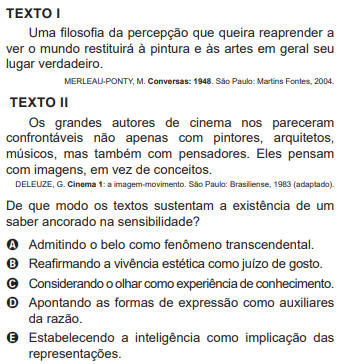 TEXTO I
Uma filosofia da percepção que queira reaprender a
ver o mundo restituirá à pintura e às artes em geral seu
lugar verdadeiro.
MERLEAU-PONTY, M. Conversas: 1948. São Paulo: Martins Fontes, 2004.
TEXTO II
Os grandes autores de cinema nos pareceram
confrontáveis não apenas com pintores, arquitetos,
músicos, mas também com pensadores. Eles pensam
com imagens, em vez de conceitos.
DELEUZE, G. Cinema 1: a imagem-movimento. São Paulo: Brasiliense, 1983 (adaptado).
De que modo os textos sustentam a existência de um
saber ancorado na sensibilidade?
A Admitindo o belo como fenômeno transcendental.
B Reafirmando a vivência estética como juízo de gosto.
C Considerando o olhar como experiência de conhecimento.
D Apontando as formas de expressão como auxiliares
da razão.
E Estabelecendo a inteligência como implicação das
representações.